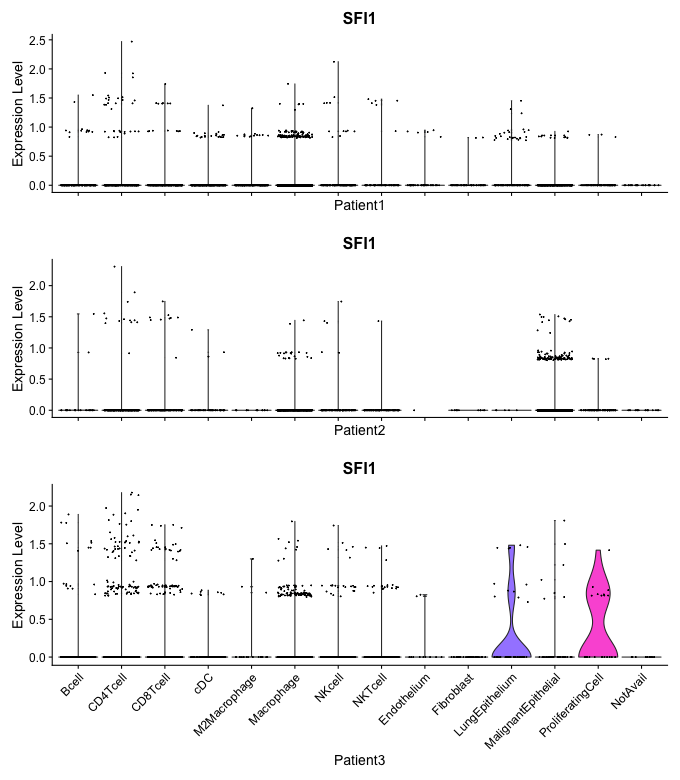 SFI1
Expression Level
2.5
2.0
1.5
1.0
0.5
0.0
Patient1
SFI1
Expression Level
2.0
1.5
1.0
0.5
0.0
Patient2
SFI1
Expression Level
2.0
1.5
1.0
0.5
0.0
Bcell
CD4Tcell
CD8Tcell
cDC
M2Macrophage
Macrophage
NKcell
NKTcell
Endothelium
Fibroblast
LungEpithelium
MalignantEpithelial
ProliferatingCell
NotAvail
Patient3